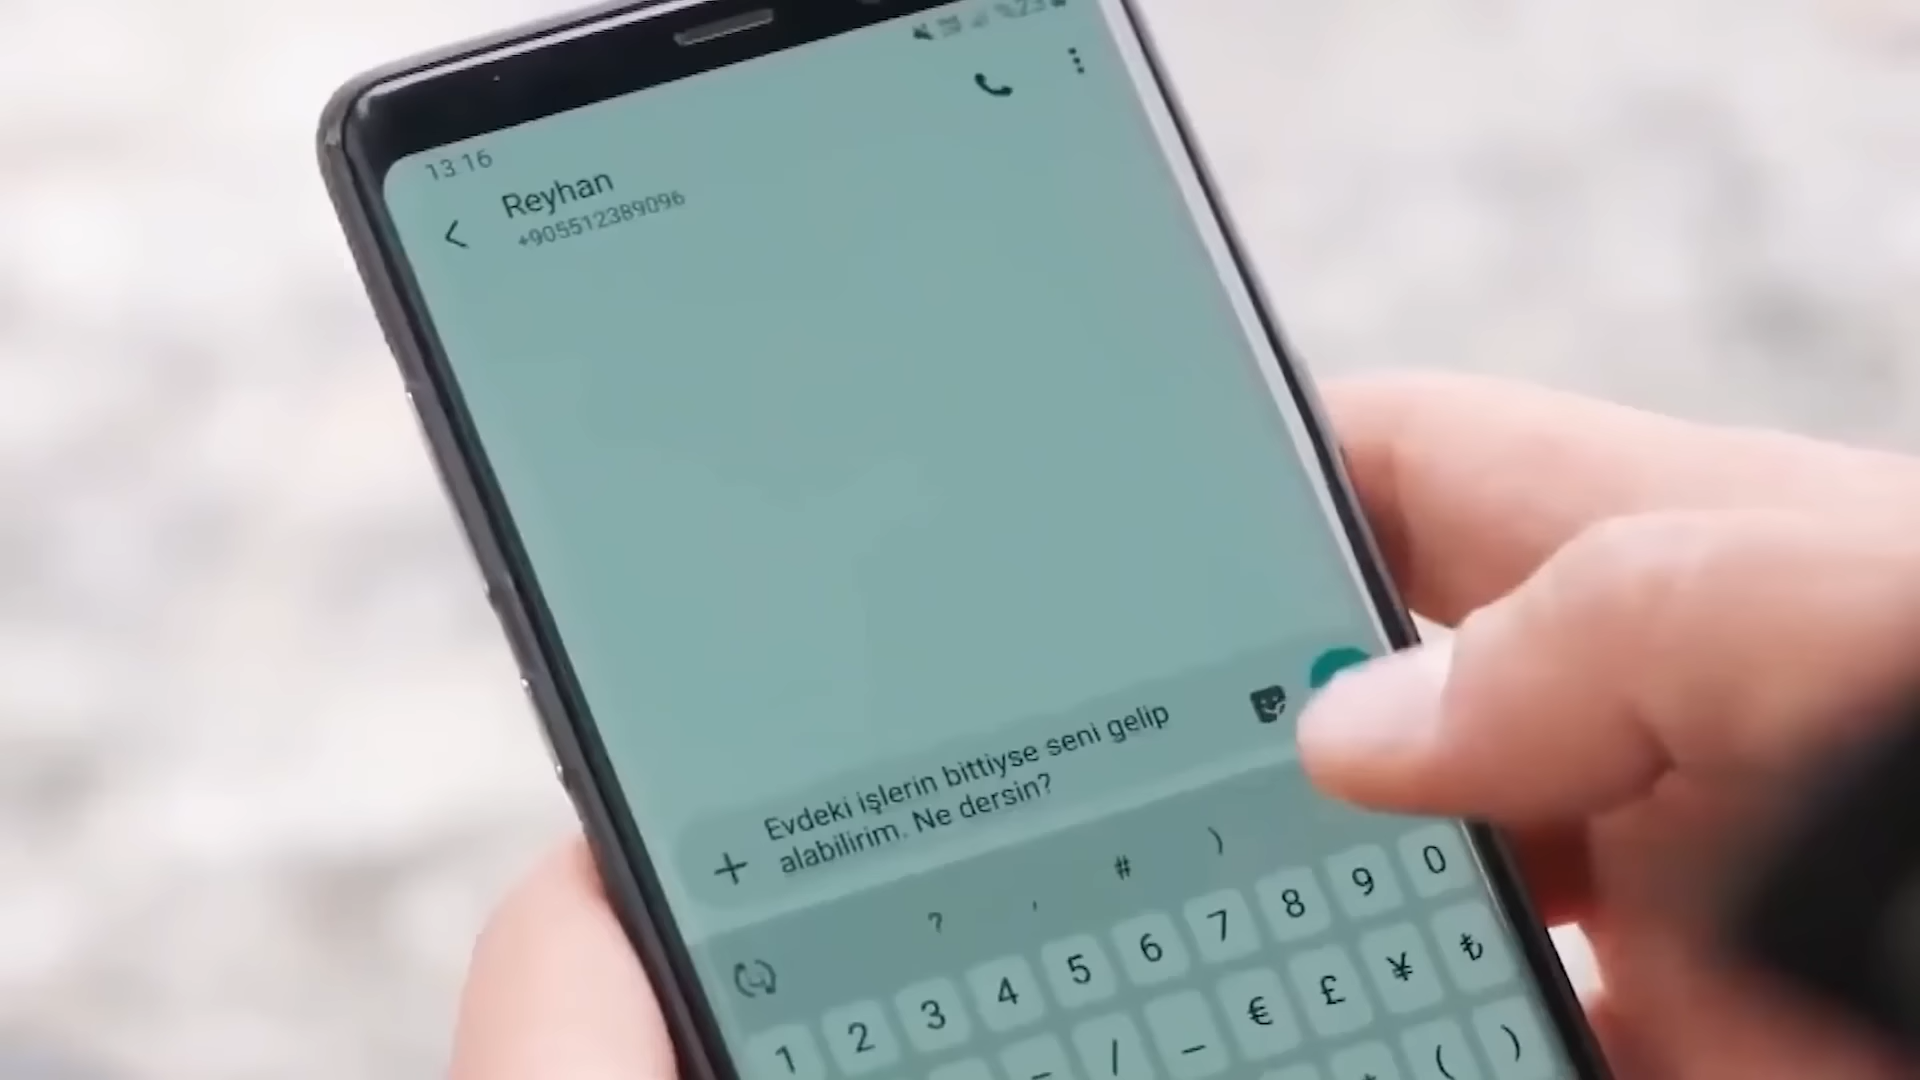 13 16
Reyhan
+905512389096
Evdeki işlerin bittiyse seni gelip
alabilirim. Ne dersin?
? , # )
1 2 3 4 5 6 7 8 9 0
/ _ € £ ¥ ₺
( )